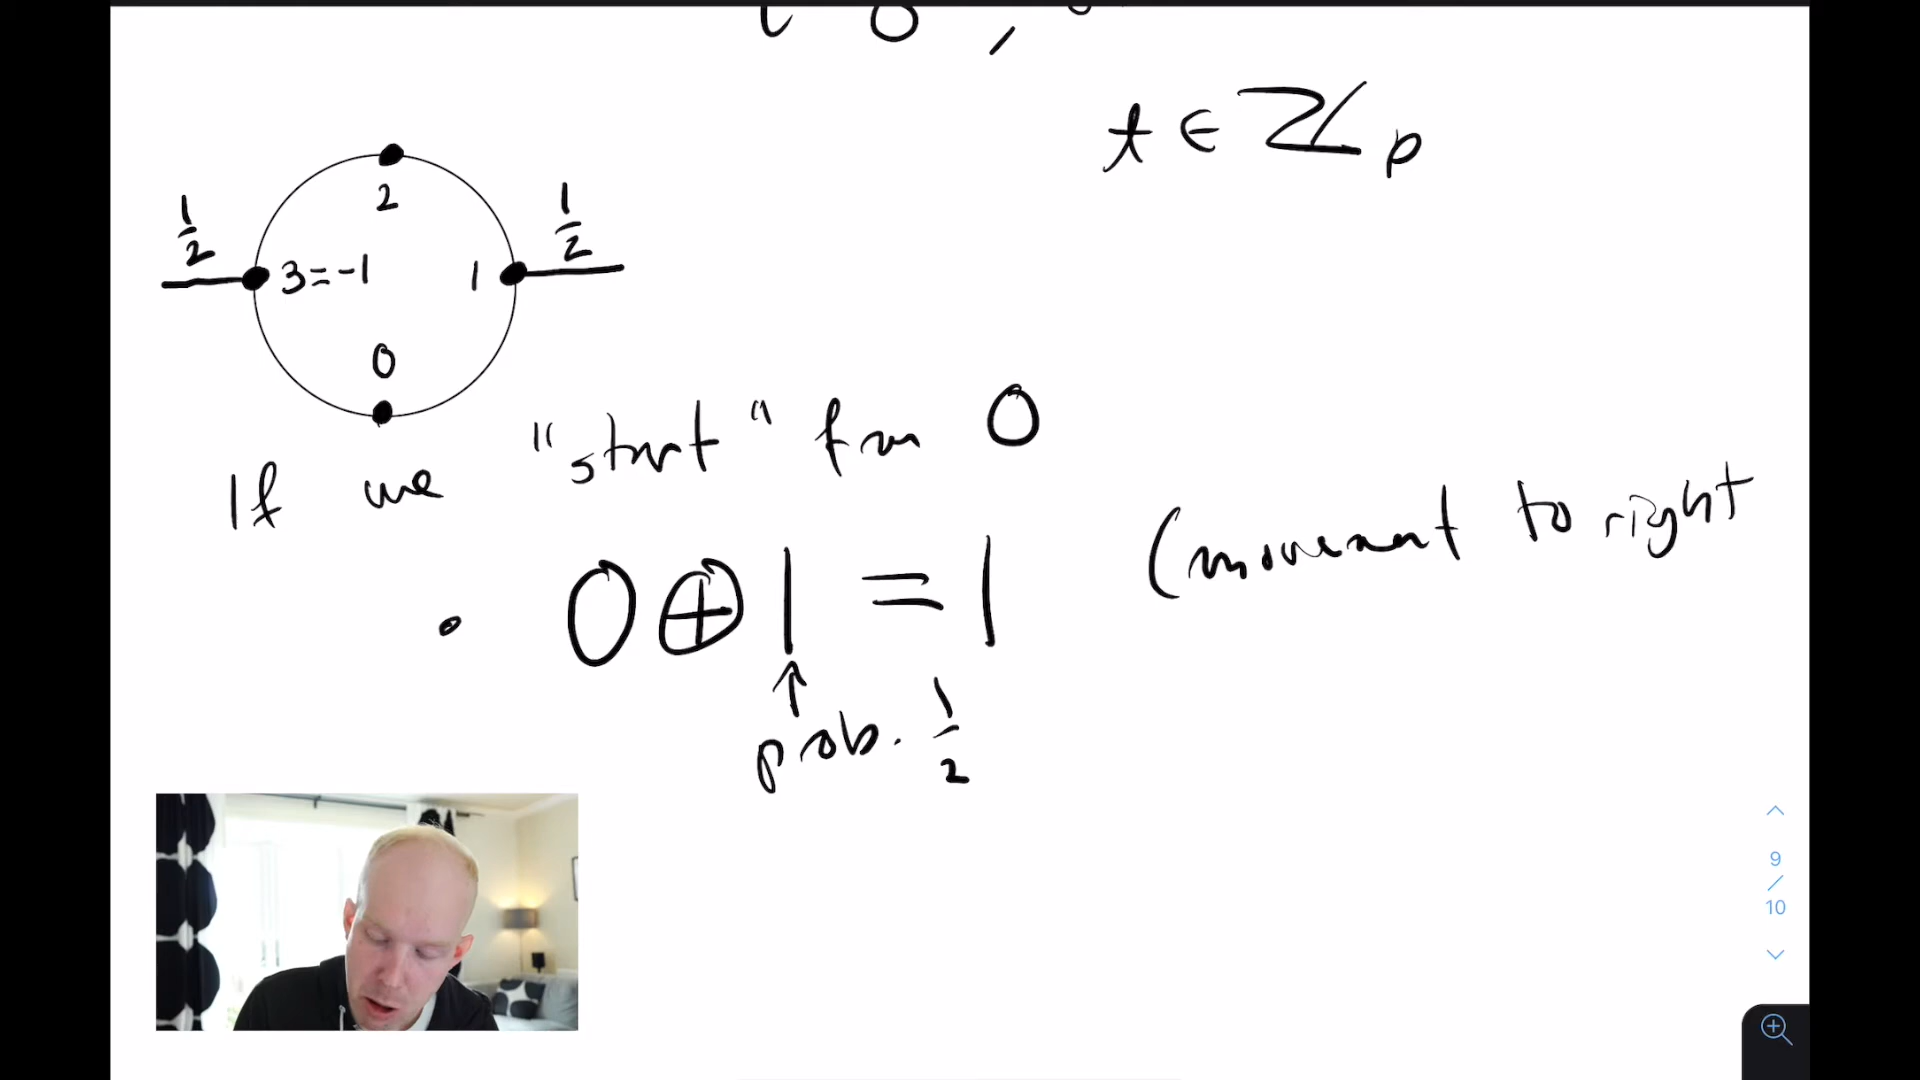 t ∈ ℤ_p
2
1/2
1/2
3=-1
1
0
If we "start" from 0
• 0 ⊕ 1 = 1 (movement to right
↑
prob. 1/2
9
/
10